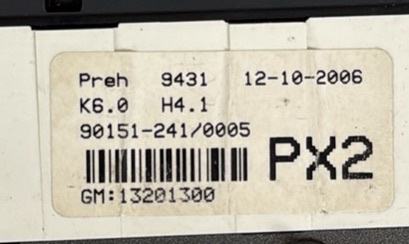 Preh 9431 12-10-2006
K6.0 H4.1
90151-241/0005
PX2
GM:13201300